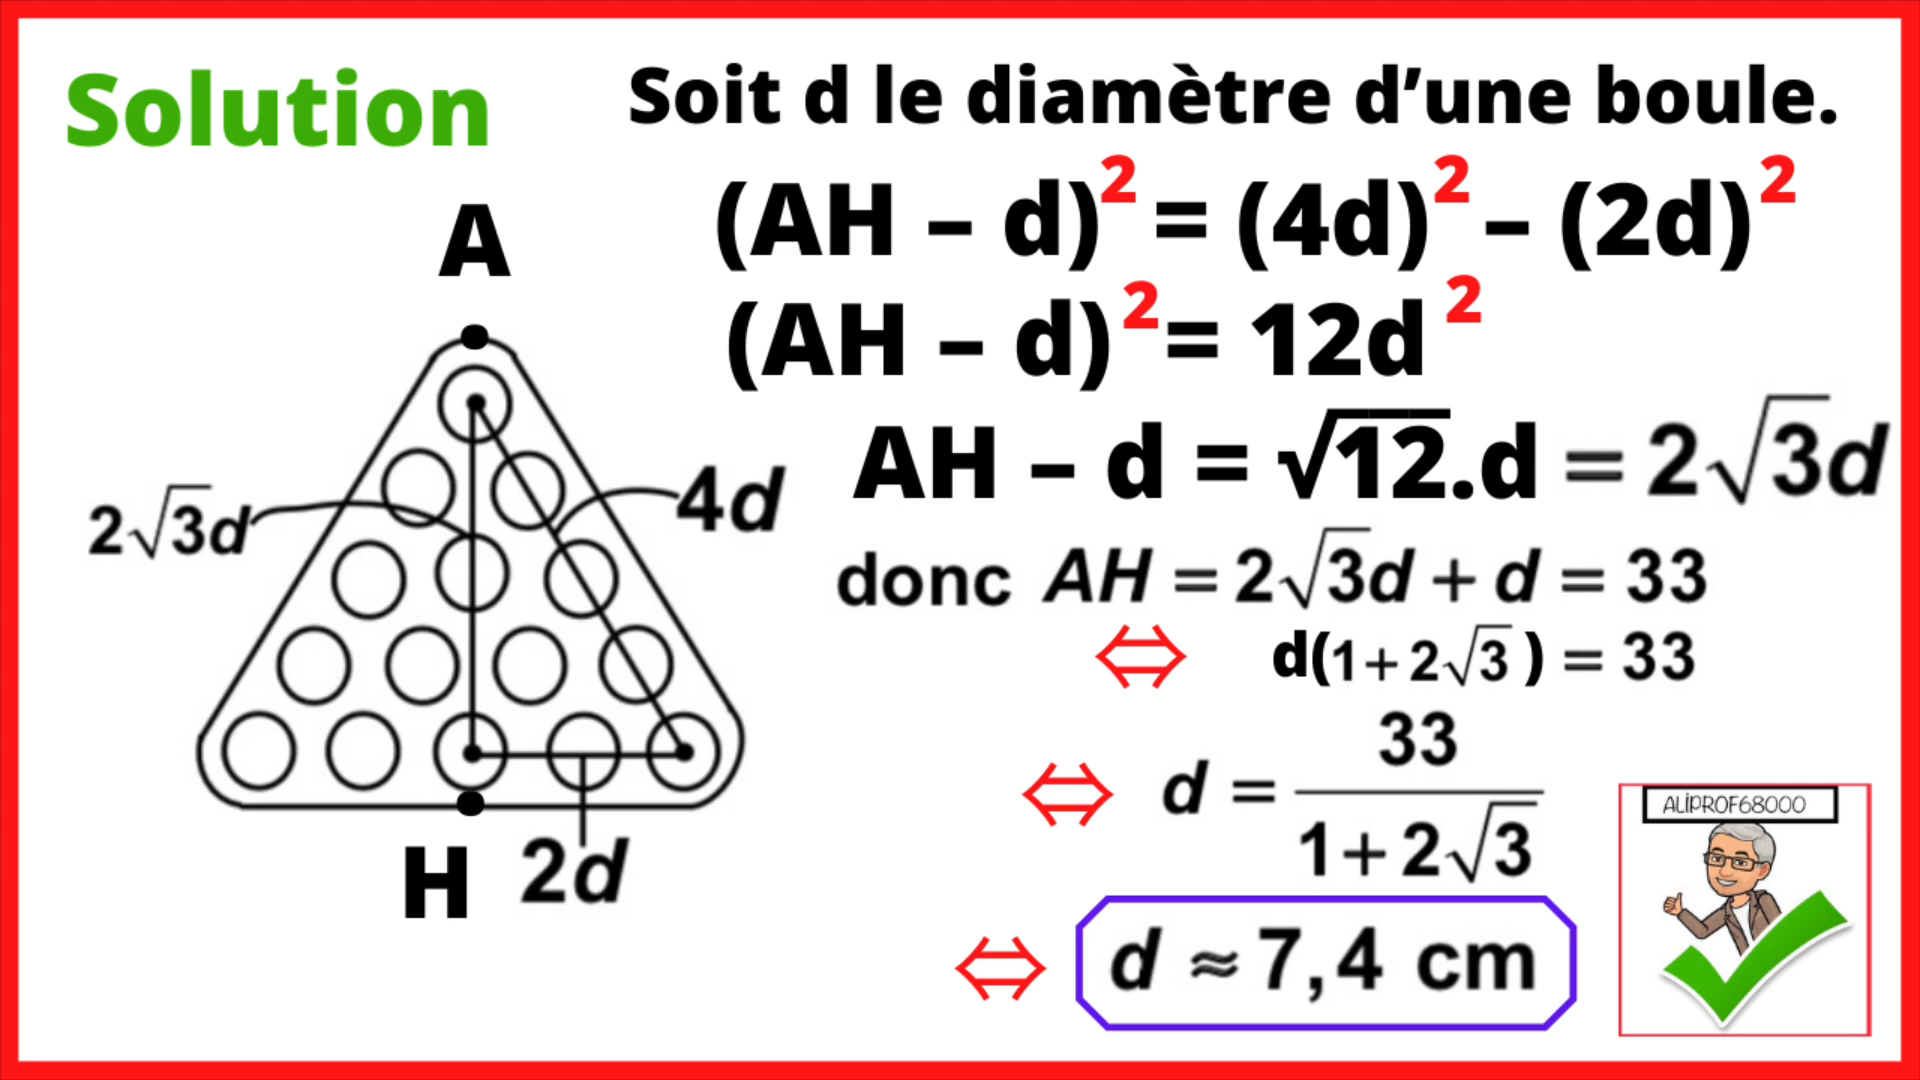 Solution
Soit d le diamètre d’une boule.
(AH – d)² = (4d)² – (2d)²
(AH – d)² = 12d²
AH – d = √12.d = 2√3d
donc AH = 2√3d + d = 33
⇔ d(1+2√3) = 33
⇔ d = 33/(1+2√3)
⇔ d ≈ 7,4 cm
A
2√3d
4d
H
2d
ALİPROF68000